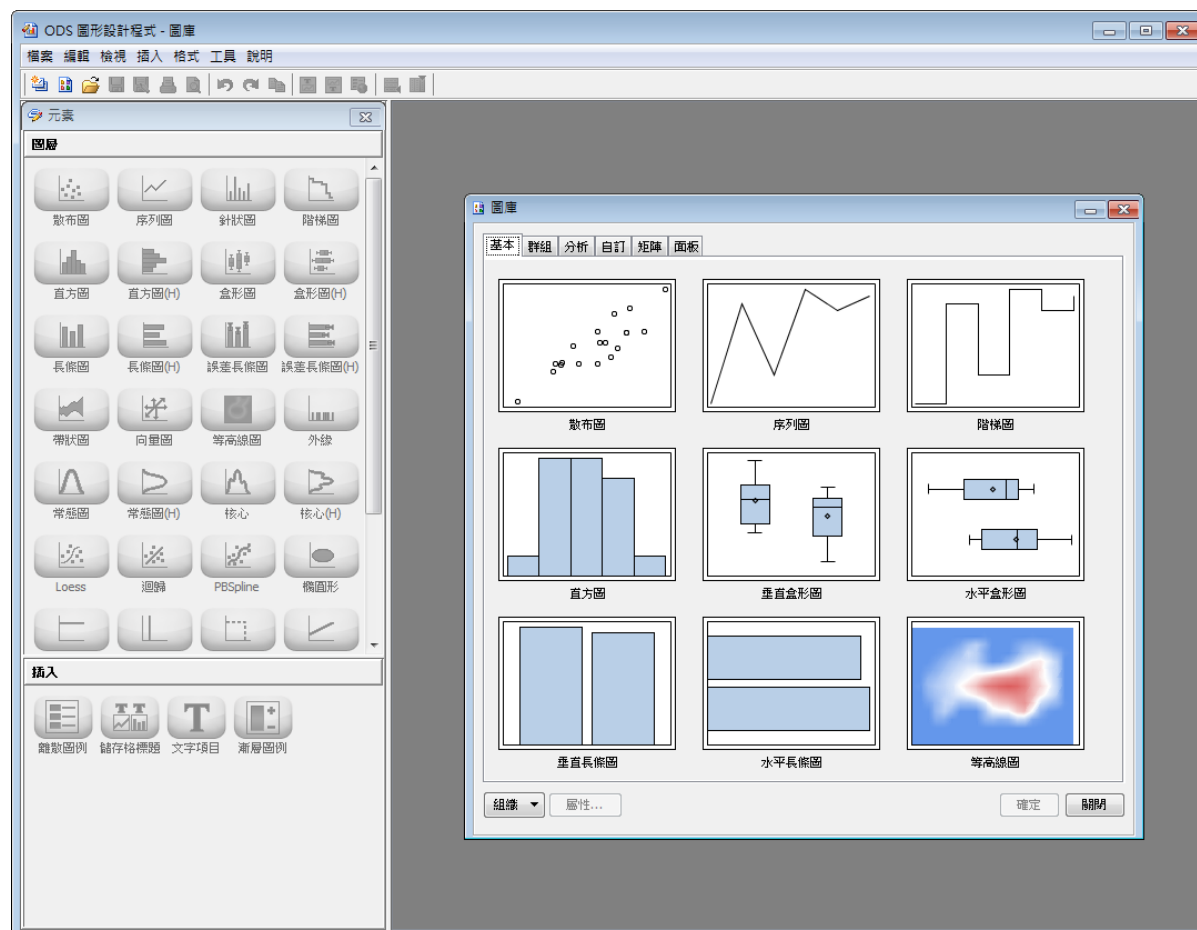 ODS 圖形設計程式 - 圖庫
檔案 編輯 檢視 插入 格式 工具 說明
元素
圖層
散布圖 序列圖 針狀圖 階梯圖
直方圖 直方圖(H) 盒形圖 盒形圖(H)
長條圖 長條圖(H) 誤差長條圖 誤差長條圖(H)
帶狀圖 向量圖 等高線圖 外緣
常態圖 常態圖(H) 核心 核心(H)
Loess 迴歸 PBSpline 橢圓形
插入
離散圖例 儲存格標題 文字項目 漸層圖例
圖庫
基本 群組 分析 自訂 矩陣 面板
散布圖 序列圖 階梯圖
直方圖 垂直盒形圖 水平盒形圖
垂直長條圖 水平長條圖 等高線圖
組織 屬性... 確定 關閉